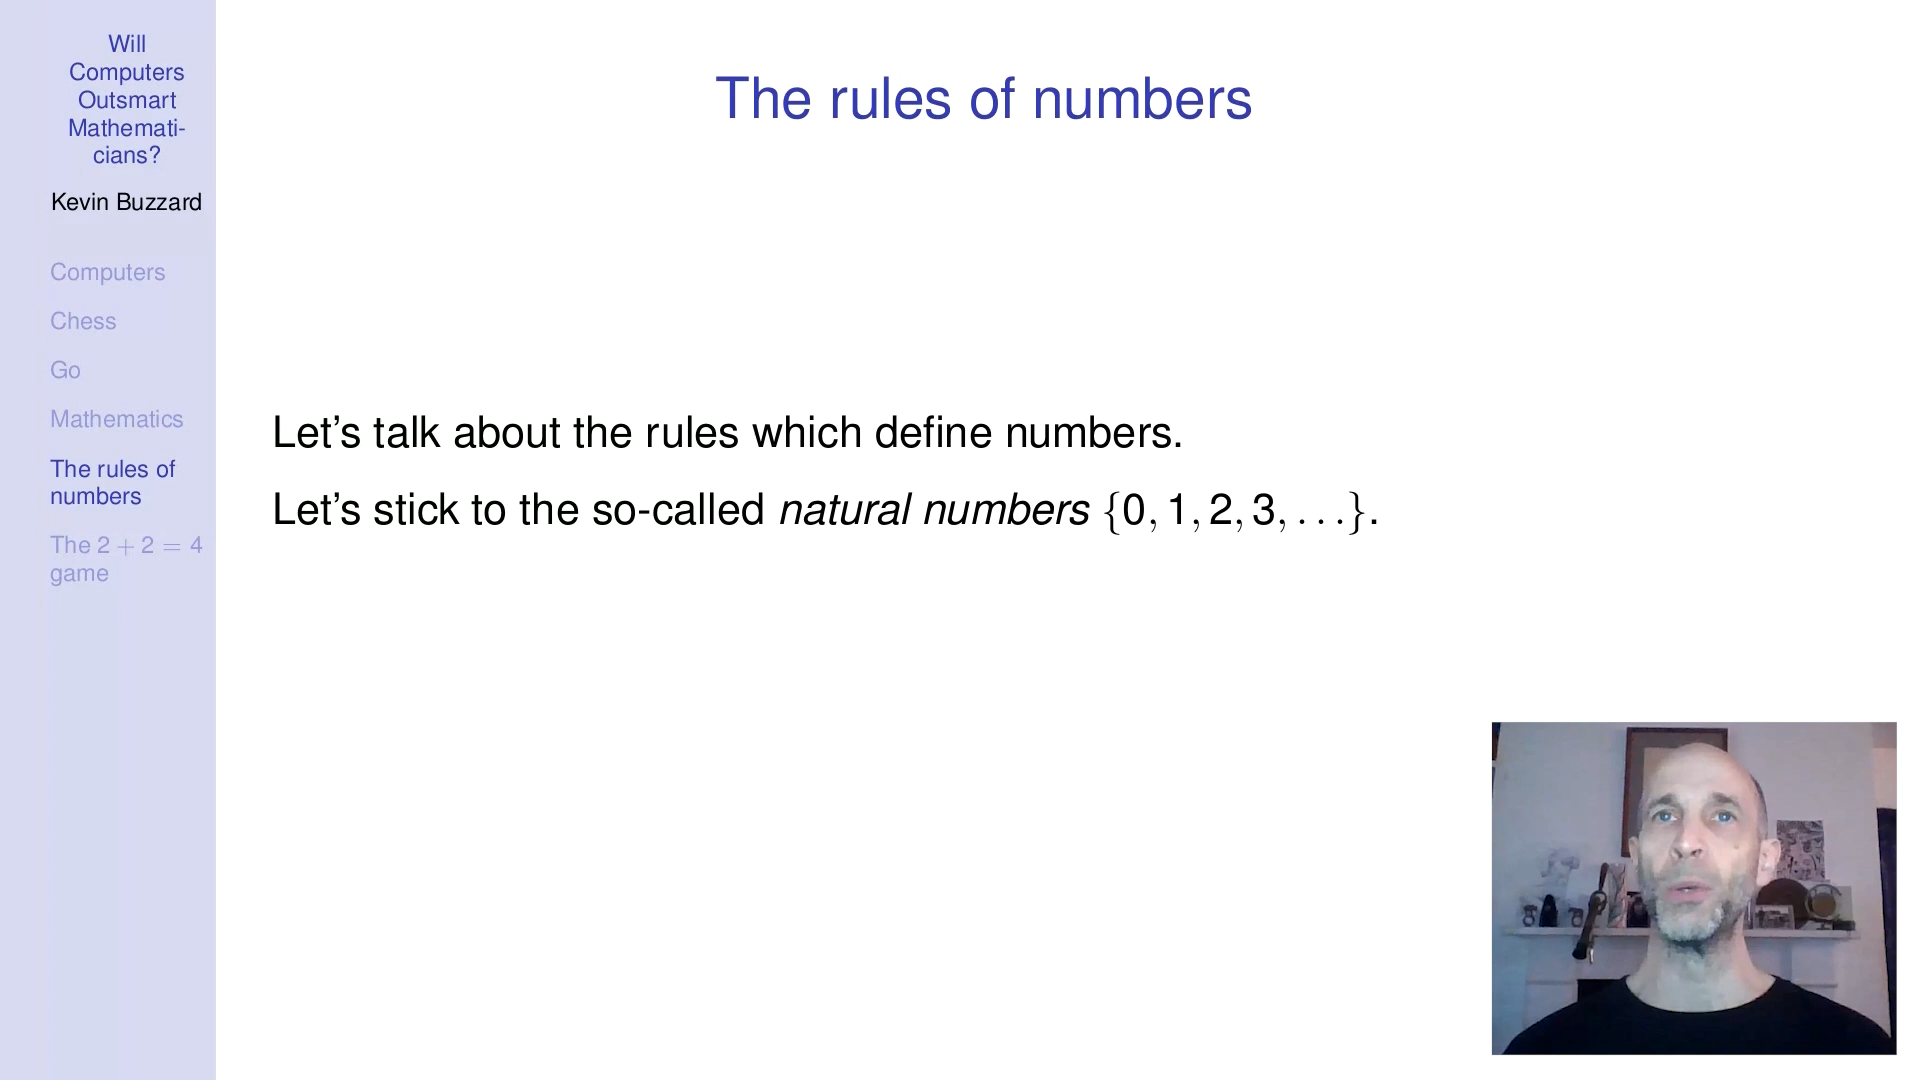 Will
Computers
Outsmart
Mathemati-
cians?
Kevin Buzzard
Computers
Chess
Go
Mathematics
The rules of
numbers
The 2 + 2 = 4
game
The rules of numbers
Let's talk about the rules which define numbers.
Let's stick to the so-called natural numbers {0, 1, 2, 3, . . .}.